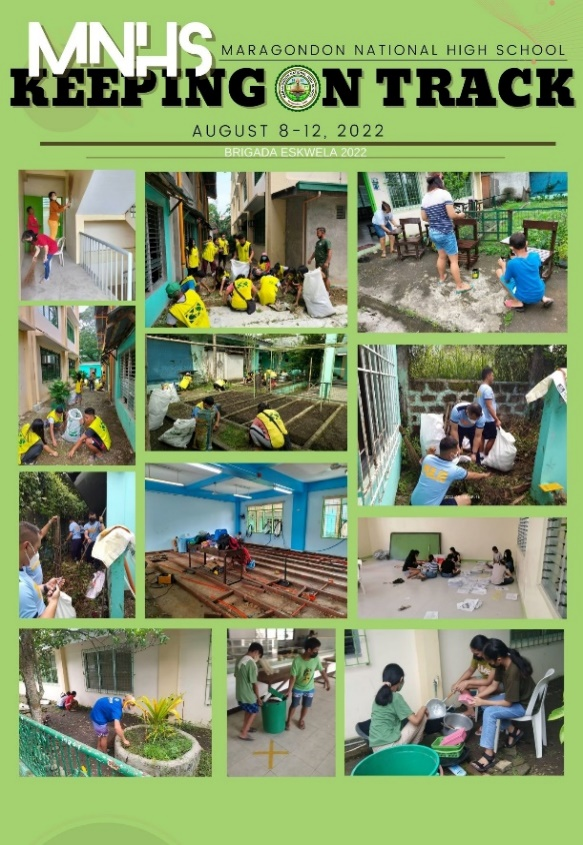 MNHS MARAGONDON NATIONAL HIGH SCHOOL
KEEPING ON TRACK
AUGUST 8-12, 2022
BRIGADA ESKWELA 2022